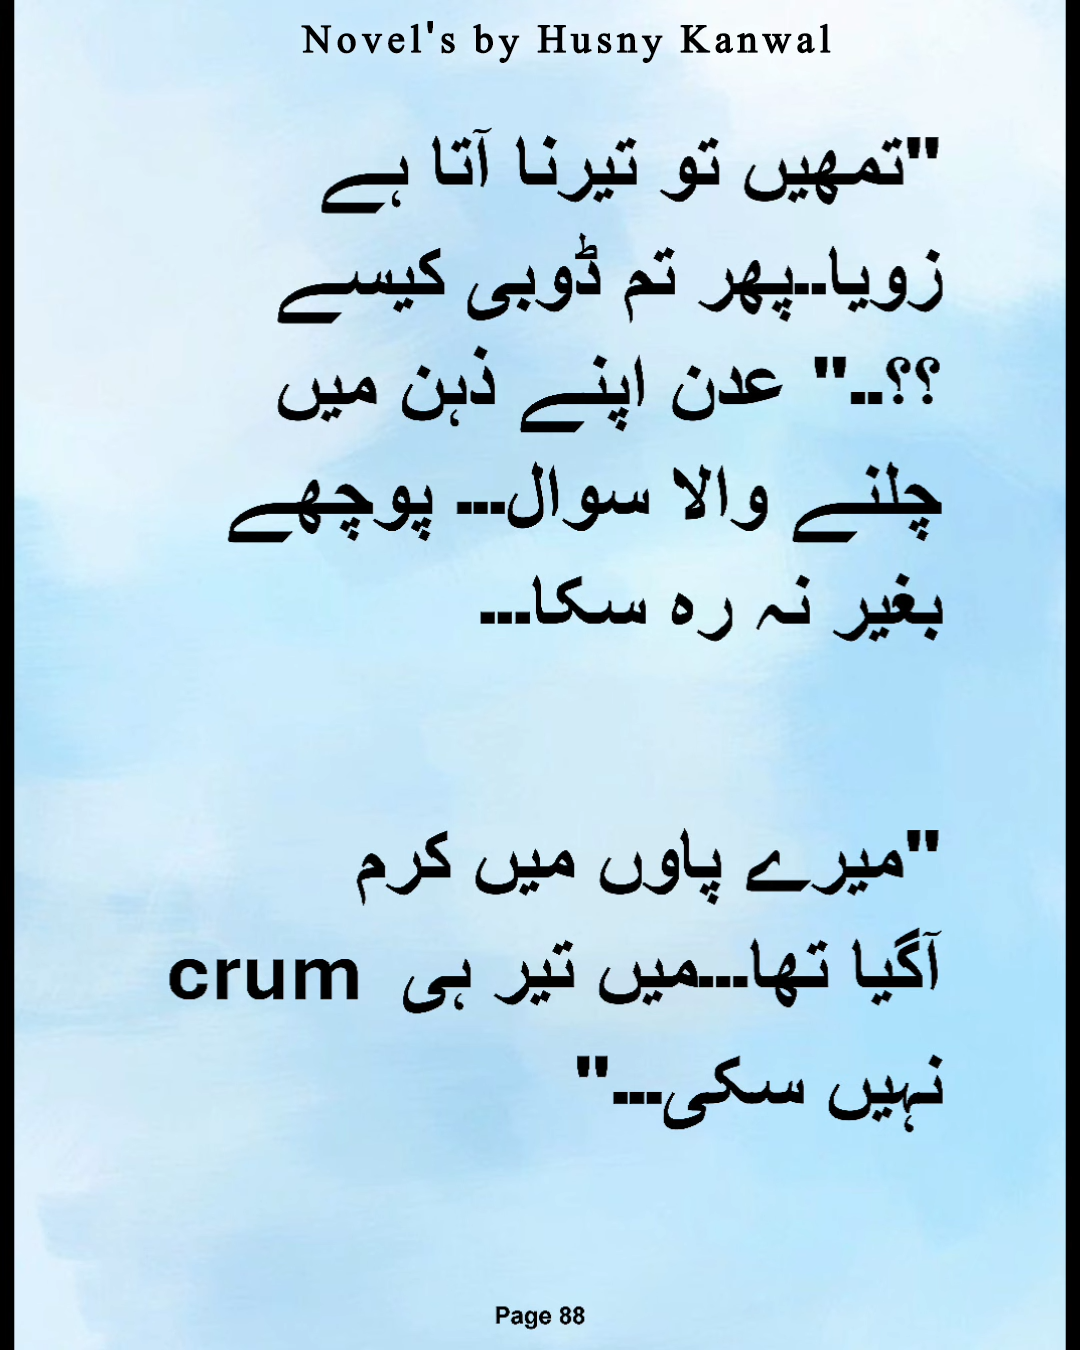 Novel's by Husny Kanwal
"تمھیں تو تیرنا آتا ہے
زویا..پھر تم ڈوبی کیسے
؟؟.." عدن اپنے ذہن میں
چلنے والا سوال... پوچھے
بغیر نہ رہ سکا...
"میرے پاوں میں کرم
آگیا تھا...میں تیر ہی crum
نہیں سکی..."
Page 88